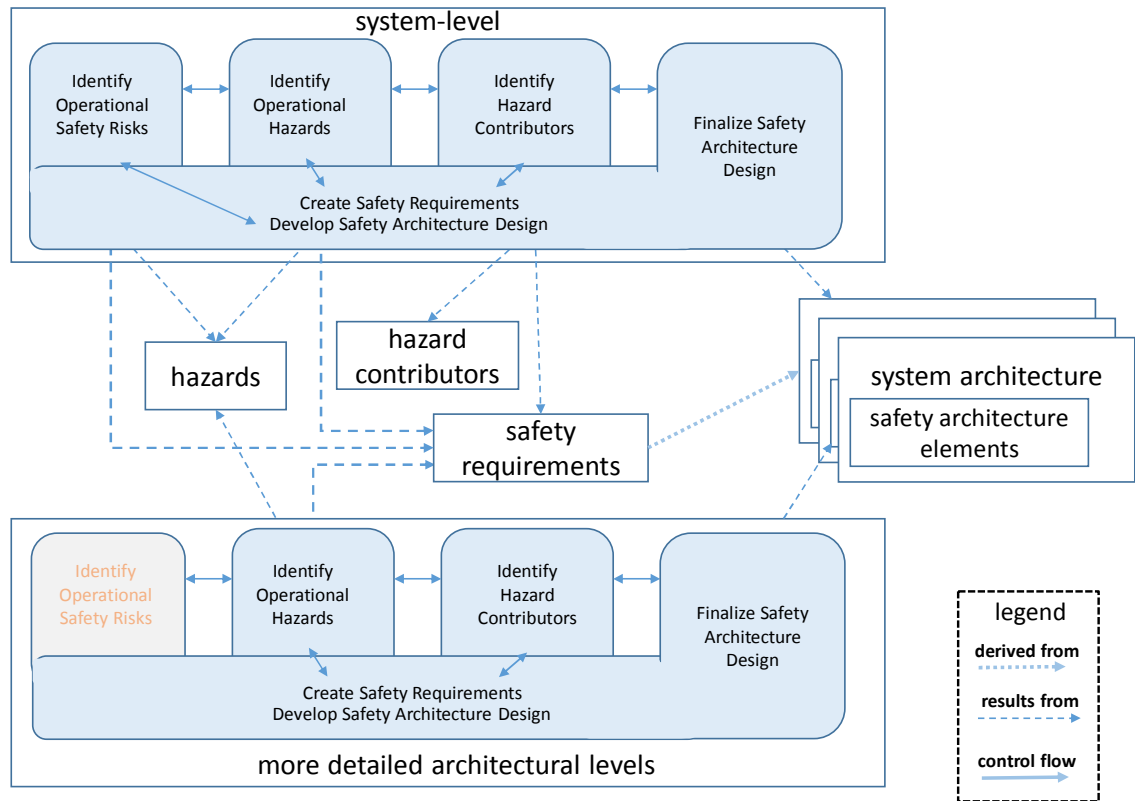 system-level
Identify
Operational
Safety Risks
Identify
Operational
Hazards
Identify
Hazard
Contributors
Finalize Safety
Architecture
Design
Create Safety Requirements
Develop Safety Architecture Design
hazards
hazard
contributors
safety
requirements
system architecture
safety architecture
elements
Identify
Operational
Safety Risks
Identify
Operational
Hazards
Identify
Hazard
Contributors
Finalize Safety
Architecture
Design
Create Safety Requirements
Develop Safety Architecture Design
more detailed architectural levels
legend
derived from
results from
control flow